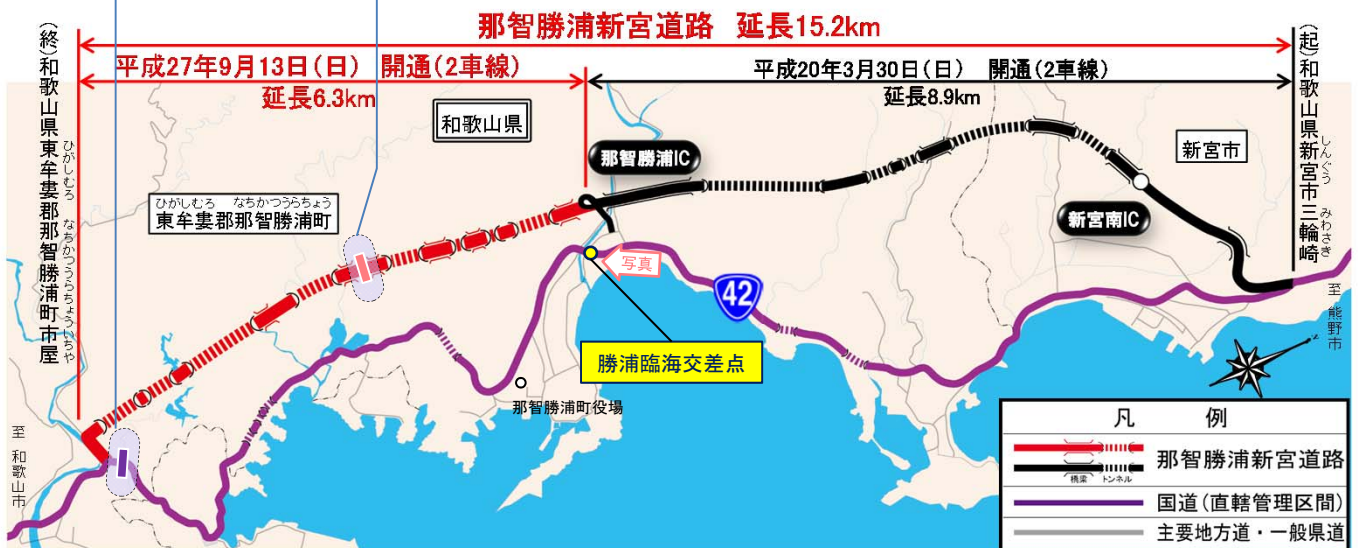 那智勝浦新宮道路 延長15.2km
平成27年9月13日(日) 開通(2車線)
延長6.3km
平成20年3月30日(日) 開通(2車線)
延長8.9km
(終)和歌山県東牟婁郡那智勝浦町市屋
ひがしむろ なちかつうらちょういちや
(起)和歌山県新宮市三輪崎
しんぐう みわさき
和歌山県
那智勝浦IC
新宮市
新宮南IC
ひがしむろ なちかつうらちょう
東牟婁郡那智勝浦町
写真
42
勝浦臨海交差点
那智勝浦町役場
至 熊野市
至 和歌山市
凡 例
那智勝浦新宮道路
橋梁 トンネル
国道(直轄管理区間)
主要地方道・一般県道